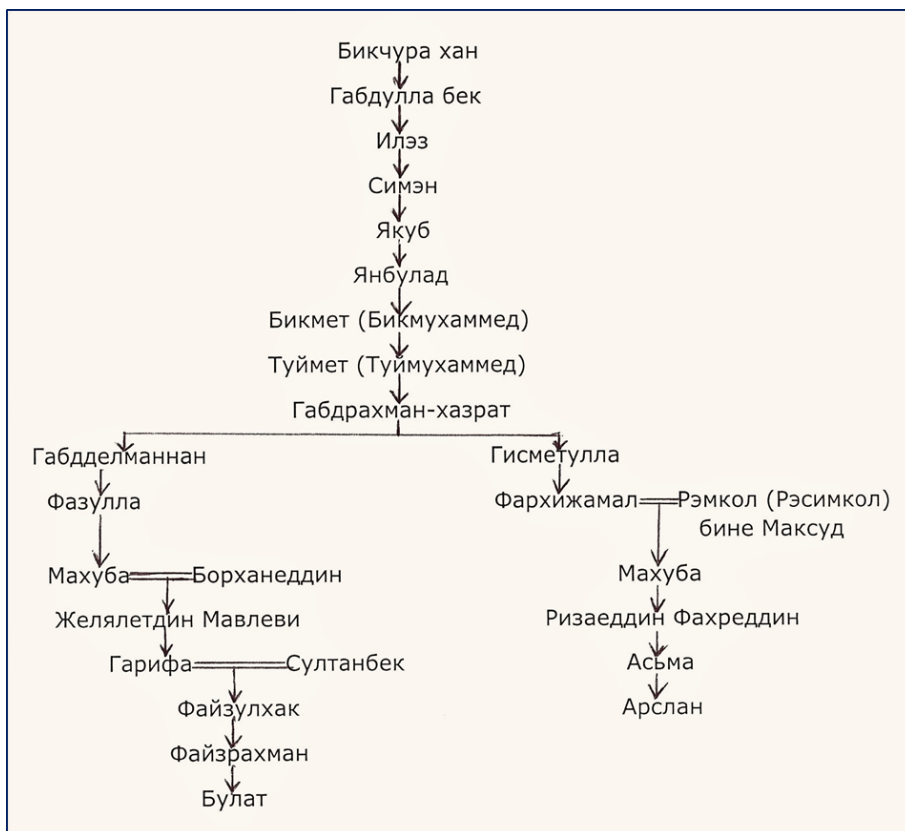 Бикчура хан
Габдулла бек
Илэз
Симэн
Якуб
Янбулад
Бикмет (Бикмухаммед)
Туймет (Туймухаммед)
Габдрахман-хазрат
Габдделманнан
Гисметулла
Фазулла
Фархижамал
Рэмкол (Рэсимкол)
бине Максуд
Махуба
Борханеддин
Махуба
Желялетдин Мавлеви
Ризаеддин Фахреддин
Гарифа
Султанбек
Асьма
Файзулхак
Арслан
Файзрахман
Булат